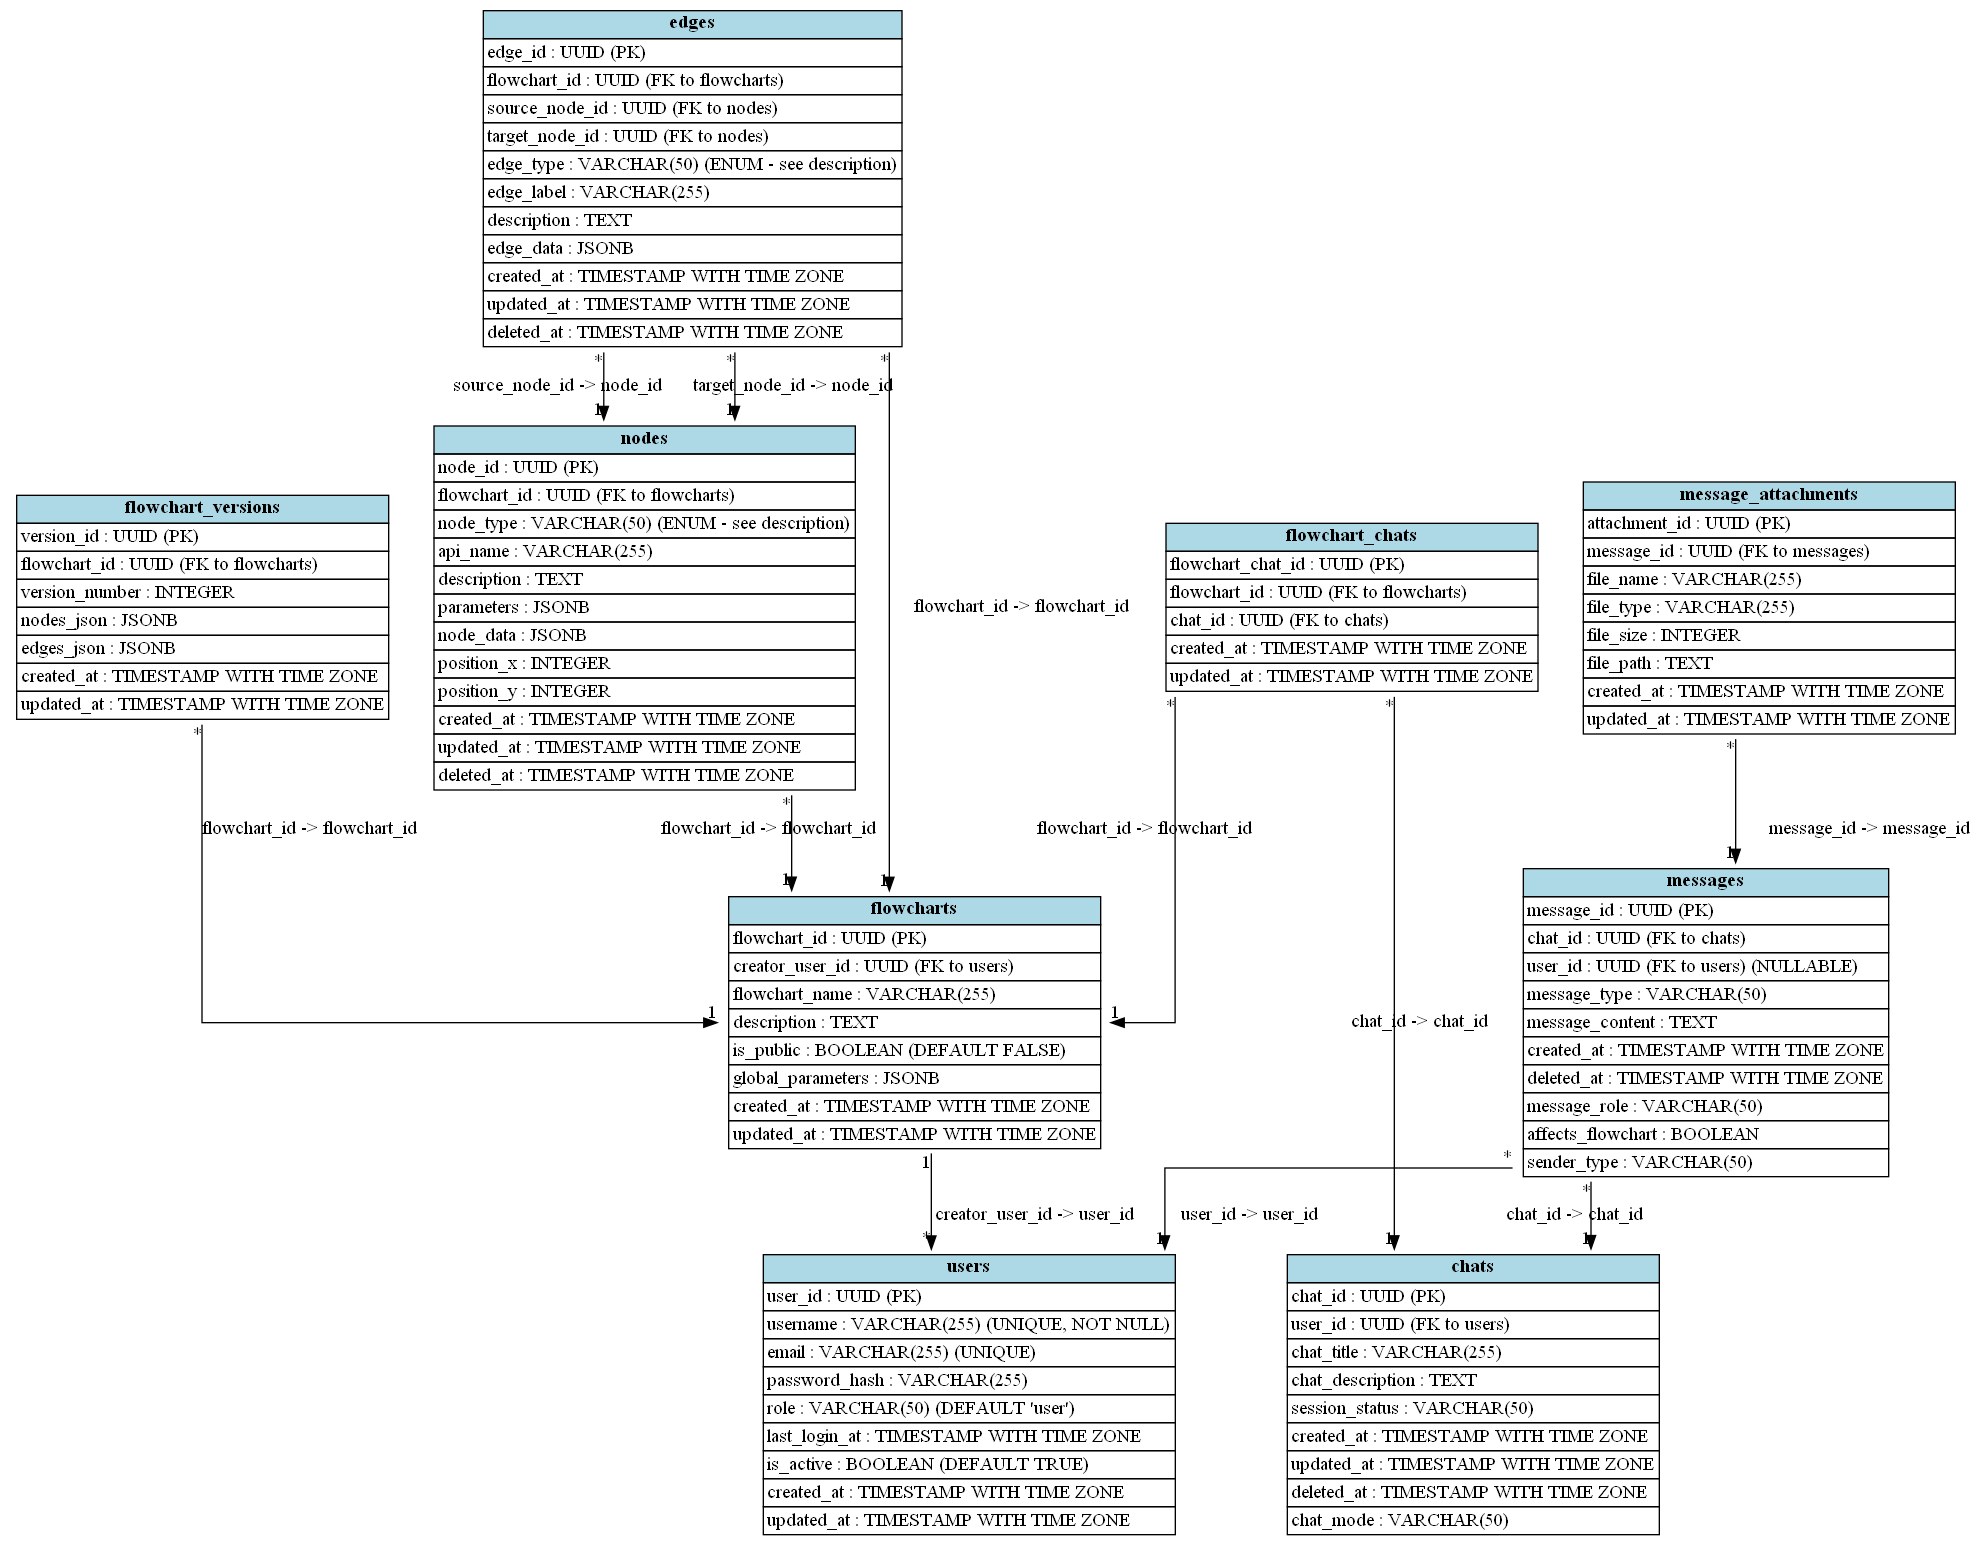 edges
edge_id : UUID (PK)
flowchart_id : UUID (FK to flowcharts)
source_node_id : UUID (FK to nodes)
target_node_id : UUID (FK to nodes)
edge_type : VARCHAR(50) (ENUM - see description)
edge_label : VARCHAR(255)
description : TEXT
edge_data : JSONB
created_at : TIMESTAMP WITH TIME ZONE
updated_at : TIMESTAMP WITH TIME ZONE
deleted_at : TIMESTAMP WITH TIME ZONE
* * *
source_node_id -> node_id target_node_id -> node_id
1 1
nodes
node_id : UUID (PK)
flowchart_id : UUID (FK to flowcharts)
node_type : VARCHAR(50) (ENUM - see description)
api_name : VARCHAR(255)
description : TEXT
parameters : JSONB
node_data : JSONB
position_x : INTEGER
position_y : INTEGER
created_at : TIMESTAMP WITH TIME ZONE
updated_at : TIMESTAMP WITH TIME ZONE
deleted_at : TIMESTAMP WITH TIME ZONE
flowchart_versions
version_id : UUID (PK)
flowchart_id : UUID (FK to flowcharts)
version_number : INTEGER
nodes_json : JSONB
edges_json : JSONB
created_at : TIMESTAMP WITH TIME ZONE
updated_at : TIMESTAMP WITH TIME ZONE
flowchart_id -> flowchart_id
flowchart_chats
flowchart_chat_id : UUID (PK)
flowchart_id : UUID (FK to flowcharts)
chat_id : UUID (FK to chats)
created_at : TIMESTAMP WITH TIME ZONE
updated_at : TIMESTAMP WITH TIME ZONE
* *
message_attachments
attachment_id : UUID (PK)
message_id : UUID (FK to messages)
file_name : VARCHAR(255)
file_type : VARCHAR(255)
file_size : INTEGER
file_path : TEXT
created_at : TIMESTAMP WITH TIME ZONE
updated_at : TIMESTAMP WITH TIME ZONE
* * *
flowchart_id -> flowchart_id flowchart_id -> flowchart_id flowchart_id -> flowchart_id message_id -> message_id
1 1 1
flowcharts
flowchart_id : UUID (PK)
creator_user_id : UUID (FK to users)
flowchart_name : VARCHAR(255)
description : TEXT
is_public : BOOLEAN (DEFAULT FALSE)
global_parameters : JSONB
created_at : TIMESTAMP WITH TIME ZONE
updated_at : TIMESTAMP WITH TIME ZONE
1 1
chat_id -> chat_id
messages
message_id : UUID (PK)
chat_id : UUID (FK to chats)
user_id : UUID (FK to users) (NULLABLE)
message_type : VARCHAR(50)
message_content : TEXT
created_at : TIMESTAMP WITH TIME ZONE
deleted_at : TIMESTAMP WITH TIME ZONE
message_role : VARCHAR(50)
affects_flowchart : BOOLEAN
sender_type : VARCHAR(50)
1 * *
creator_user_id -> user_id user_id -> user_id chat_id -> chat_id
* 1 1 1
users
user_id : UUID (PK)
username : VARCHAR(255) (UNIQUE, NOT NULL)
email : VARCHAR(255) (UNIQUE)
password_hash : VARCHAR(255)
role : VARCHAR(50) (DEFAULT 'user')
last_login_at : TIMESTAMP WITH TIME ZONE
is_active : BOOLEAN (DEFAULT TRUE)
created_at : TIMESTAMP WITH TIME ZONE
updated_at : TIMESTAMP WITH TIME ZONE
chats
chat_id : UUID (PK)
user_id : UUID (FK to users)
chat_title : VARCHAR(255)
chat_description : TEXT
session_status : VARCHAR(50)
created_at : TIMESTAMP WITH TIME ZONE
updated_at : TIMESTAMP WITH TIME ZONE
deleted_at : TIMESTAMP WITH TIME ZONE
chat_mode : VARCHAR(50)